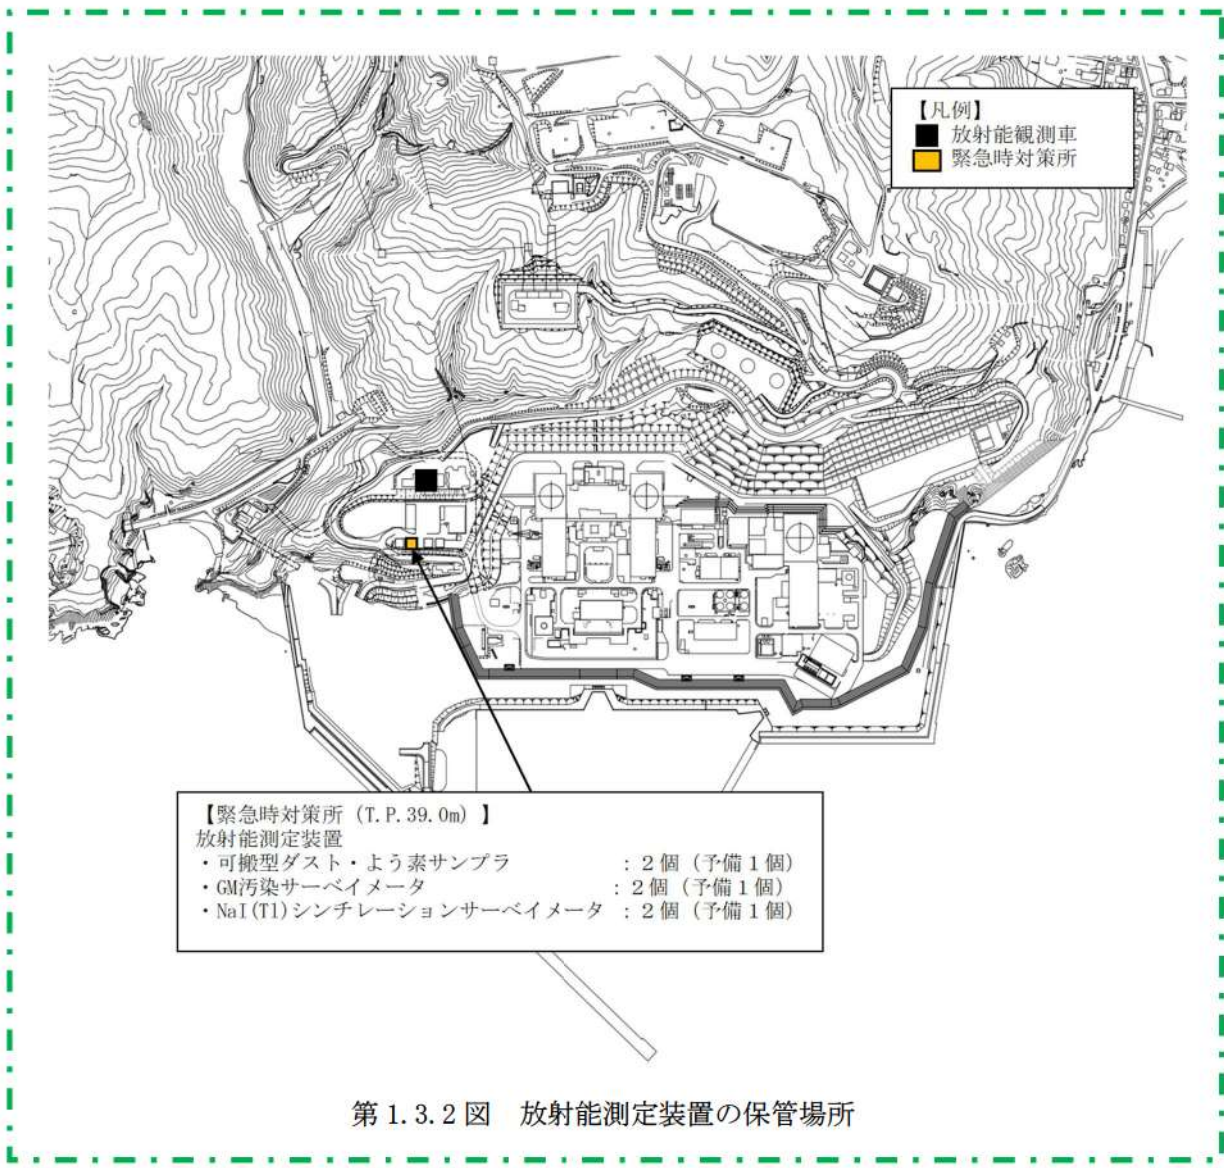 【凡例】
放射能観測車
緊急時対策所
【緊急時対策所（T.P.39.0m）】
放射能測定装置
・可搬型ダスト・よう素サンプラ ：２個（予備１個）
・GM汚染サーベイメータ ：２個（予備１個）
・NaI(Tl)シンチレーションサーベイメータ ：２個（予備１個）
第 1.3.2 図 放射能測定装置の保管場所